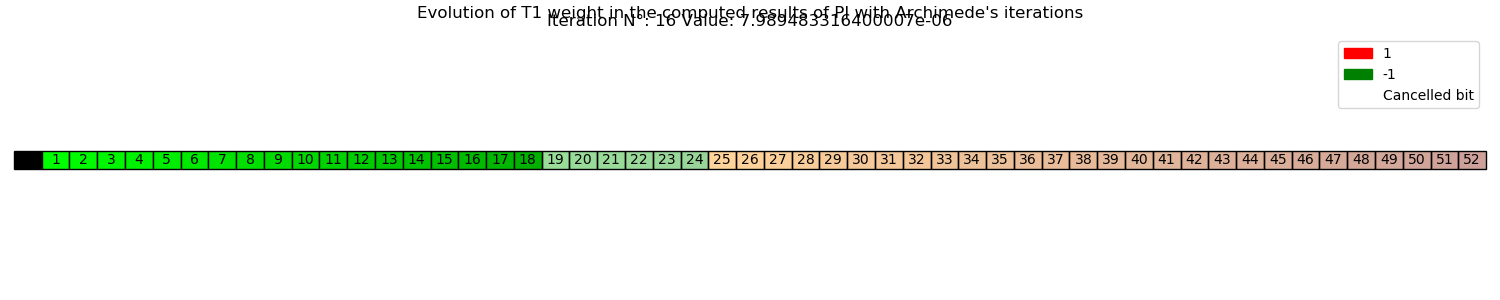 Evolution of T1 weight in the computed results of PI with Archimede's iterations
Iteration N°: 16 Value: 7.989483316400007e-06
1
-1
Cancelled bit
1 2 3 4 5 6 7 8 9 10 11 12 13 14 15 16 17 18 19 20 21 22 23 24 25 26 27 28 29 30 31 32 33 34 35 36 37 38 39 40 41 42 43 44 45 46 47 48 49 50 51 52